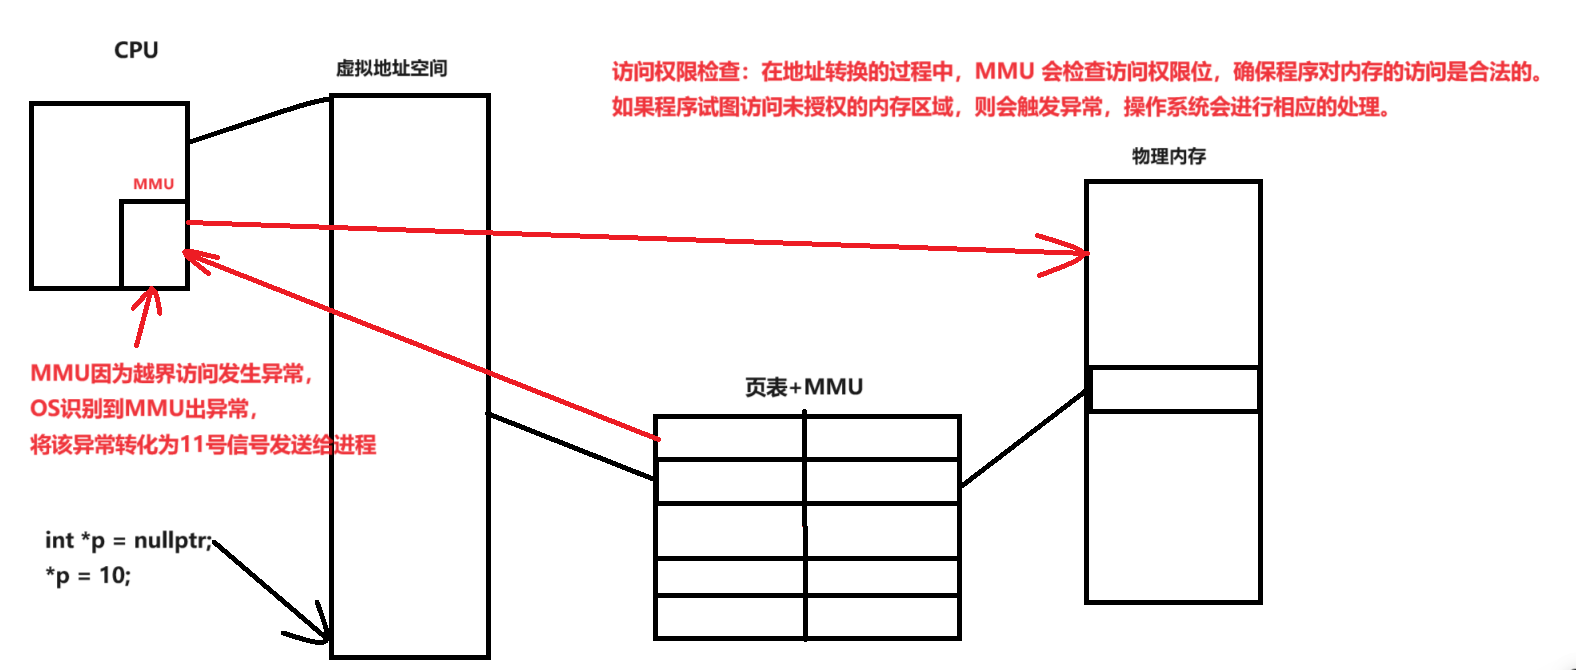 CPU
虚拟地址空间
访问权限检查：在地址转换的过程中，MMU 会检查访问权限位，确保程序对内存的访问是合法的。
如果程序试图访问未授权的内存区域，则会触发异常，操作系统会进行相应的处理。
物理内存
MMU
MMU因为越界访问发生异常，
OS识别到MMU出异常，
将该异常转化为11号信号发送给进程
页表+MMU
int *p = nullptr;
*p = 10;